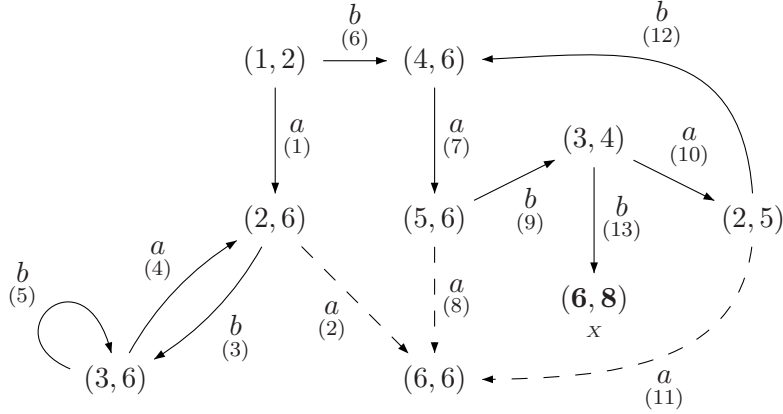 b
(6)
b
(12)
(1, 2)
(4, 6)
a
(1)
a
(7)
(3, 4)
a
(10)
(2, 6)
(5, 6)
b
(9)
b
(13)
(2, 5)
a
(4)
b
(5)
a
(2)
a
(8)
(6, 8)
x
b
(3)
(3, 6)
(6, 6)
a
(11)